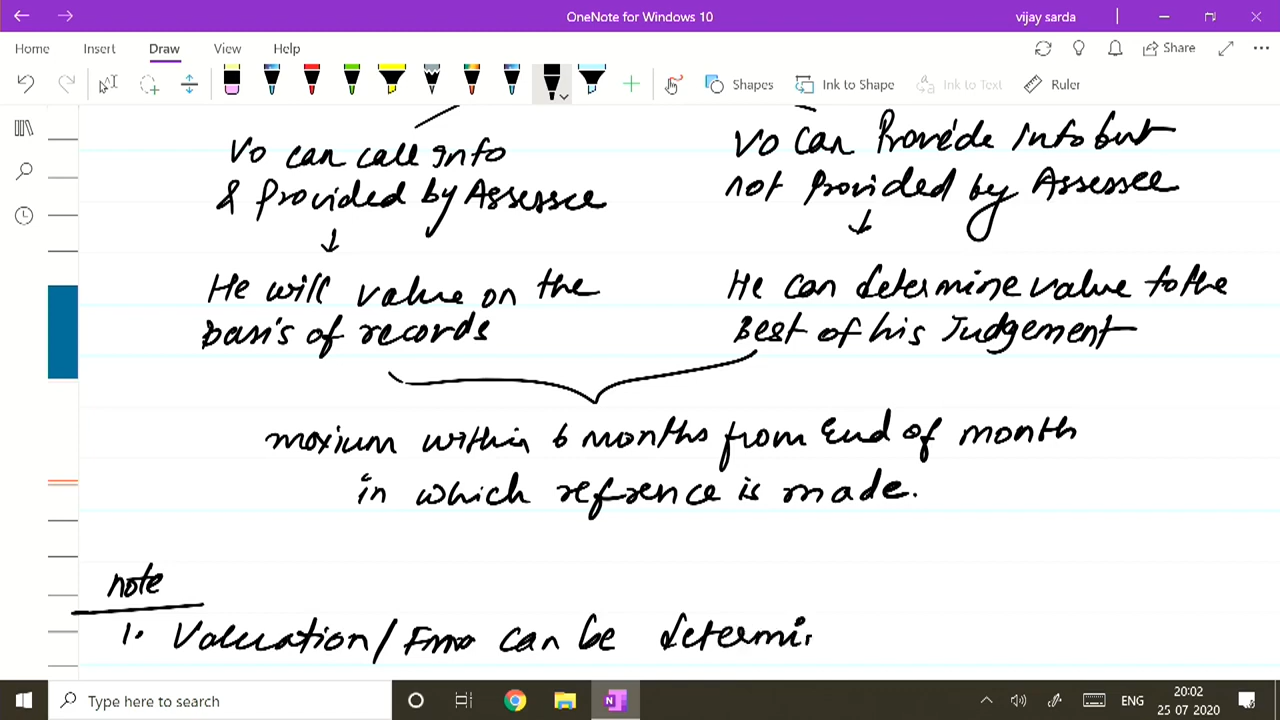 OneNote for Windows 10
vijay sarda
Home Insert Draw View Help
Share
Shapes Ink to Shape Ink to Text Ruler
VO can call Info
& Provided by Assessee
VO Can Provide Info but
not Provided by Assessee
He will value on the
basis of records
He can determine value to the
Best of his Judgement
moxium within 6 months from End of month
in which refrence is made.
note
1. Valuation/Fmv can be determi
Type here to search
ENG
20:02
25 07 2020
3